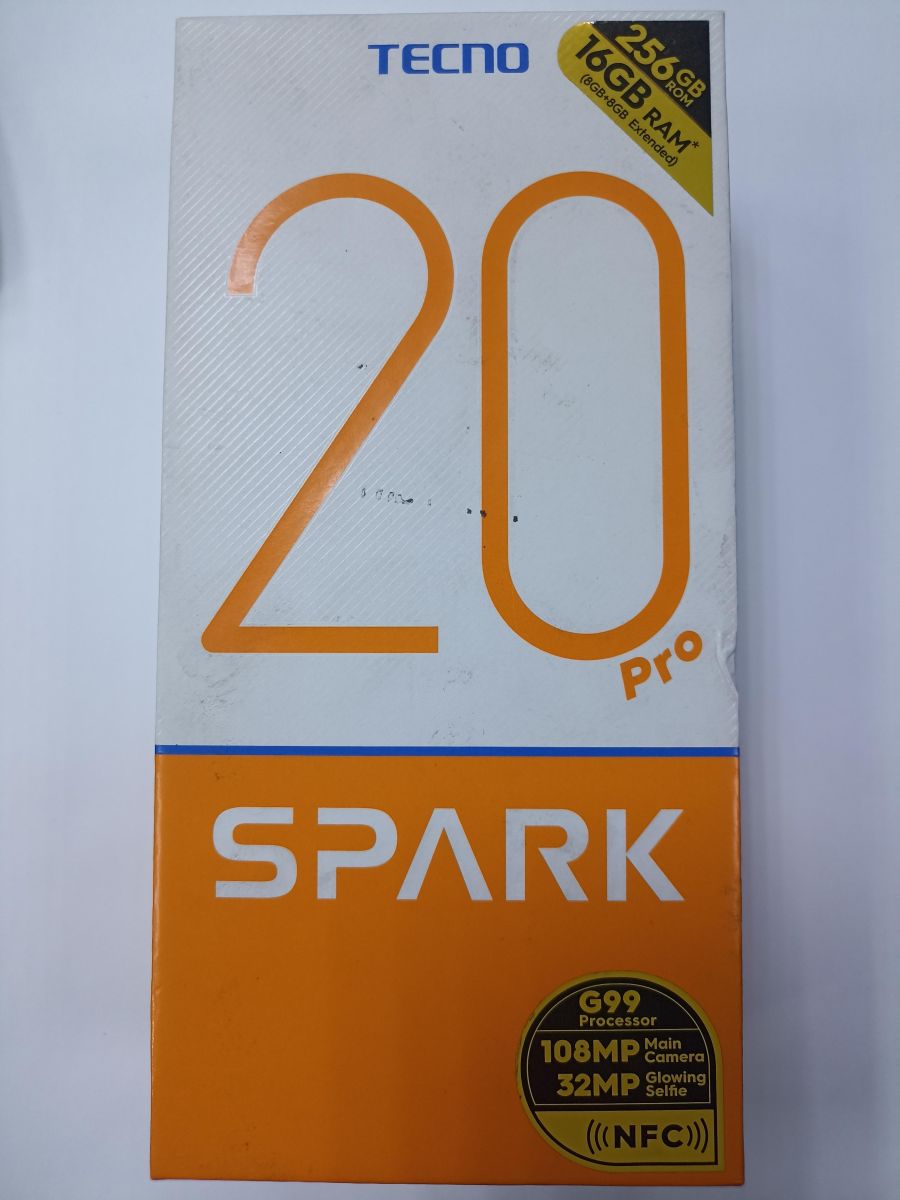 TECNO
256GB ROM
16GB RAM*
(8GB+8GB Extended)
20
Pro
SPARK
G99
Processor
108MP Main Camera
32MP Glowing Selfie
(((NFC)))